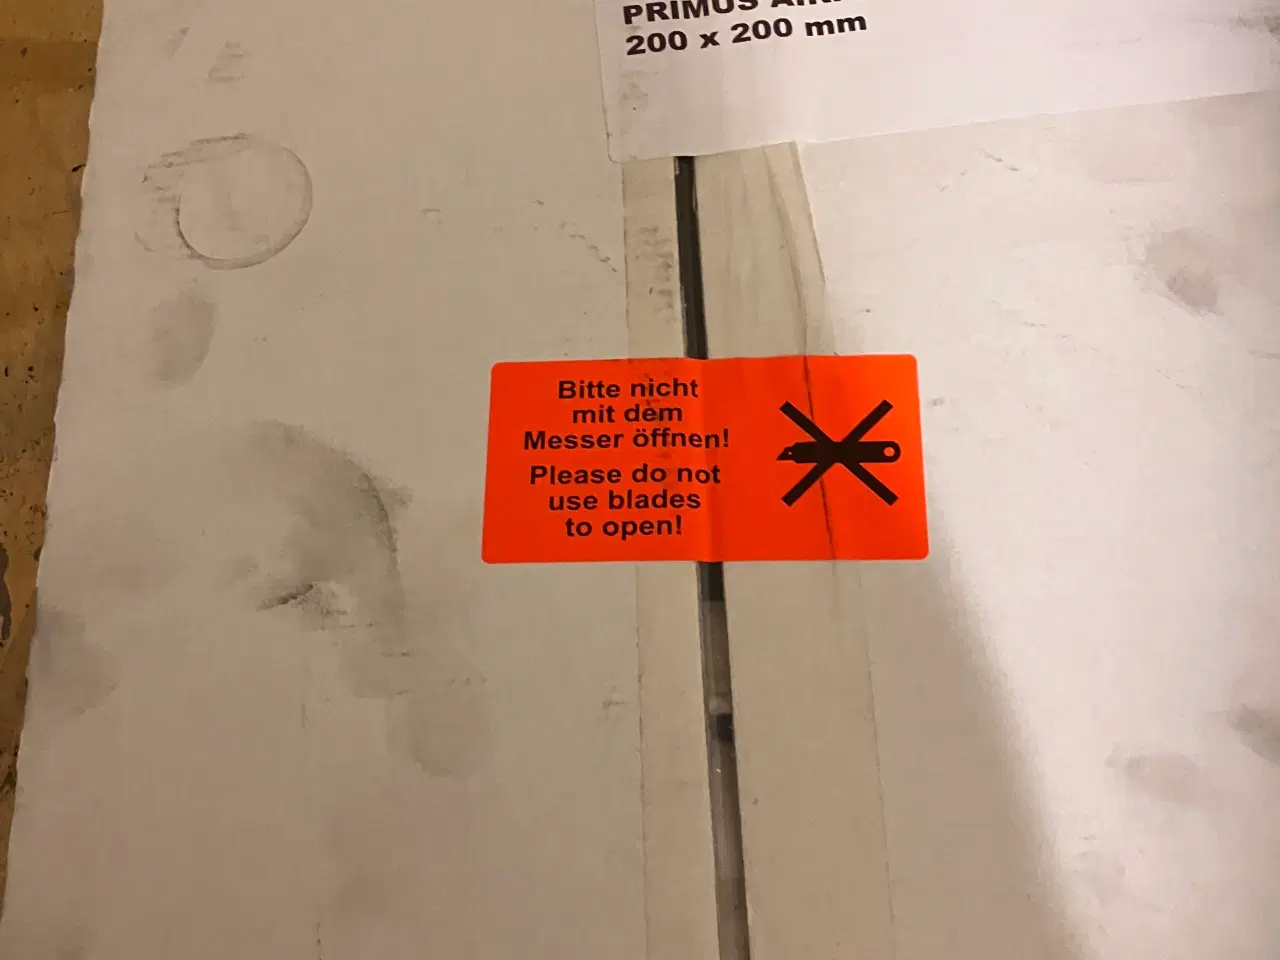 PRIMUS
200 x 200 mm
Bitte nicht
mit dem
Messer öffnen!
Please do not
use blades
to open!